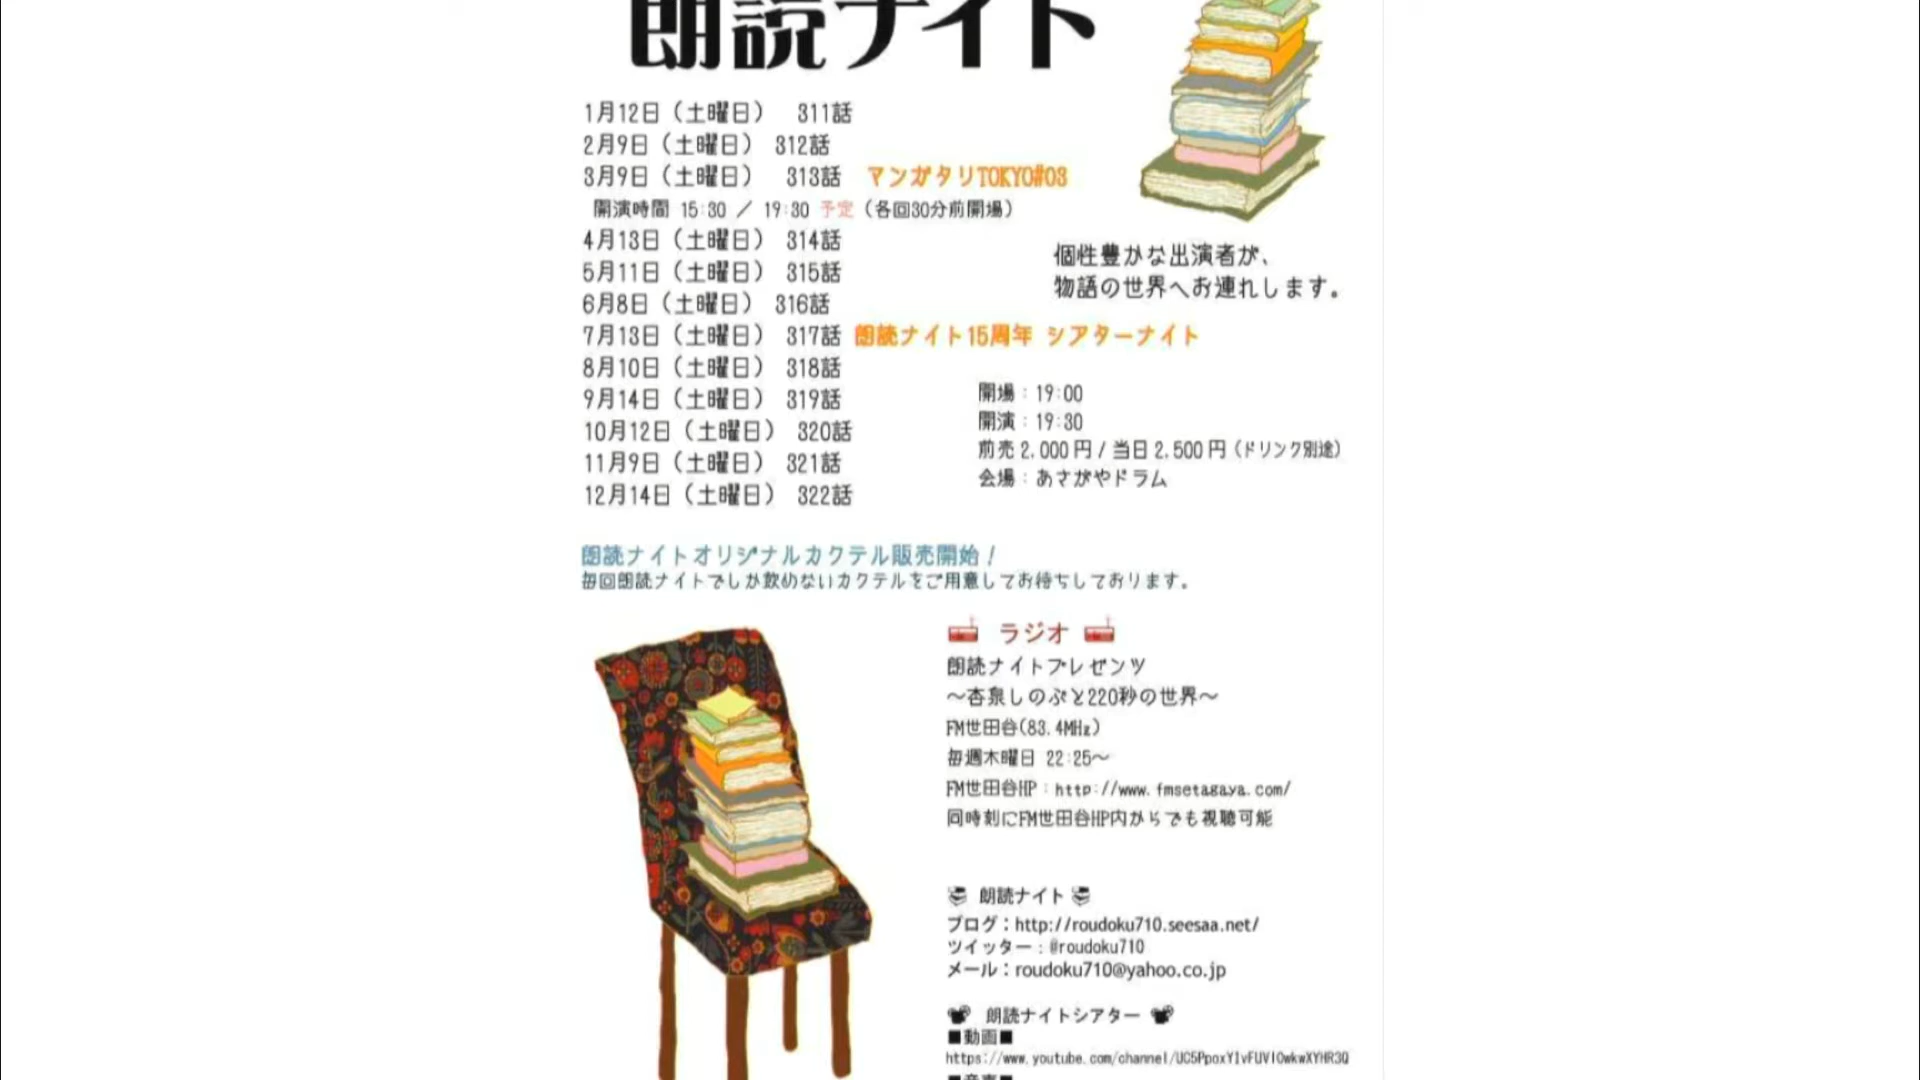 朗読ナイト
1月12日（土曜日） 311話
2月9日（土曜日） 312話
3月9日（土曜日） 313話 マンガタリTOKYO#03
開演時間 15:30 ／ 19:30 予定（各回30分前開場）
4月13日（土曜日） 314話
5月11日（土曜日） 315話
6月8日（土曜日） 316話
7月13日（土曜日） 317話 朗読ナイト15周年 シアターナイト
8月10日（土曜日） 318話
9月14日（土曜日） 319話
10月12日（土曜日） 320話
11月9日（土曜日） 321話
12月14日（土曜日） 322話
個性豊かな出演者が、
物語の世界へお連れします。
開場：19:00
開演：19:30
前売 2,000 円 / 当日 2,500 円（ドリンク別途）
会場：あさがやドラム
朗読ナイトオリジナルカクテル販売開始！
毎回朗読ナイトでしか飲めないカクテルをご用意してお待ちしております。
ラジオ
朗読ナイトプレゼンツ
～杏泉しのぶと220秒の世界～
FM世田谷(83.4MHz)
毎週木曜日 22:25～
FM世田谷HP：http://www.fmsetagaya.com/
同時刻にFM世田谷HP内からでも視聴可能
朗読ナイト
ブログ：http://roudoku710.seesaa.net/
ツイッター：@roudoku710
メール：roudoku710@yahoo.co.jp
朗読ナイトシアター
■動画■